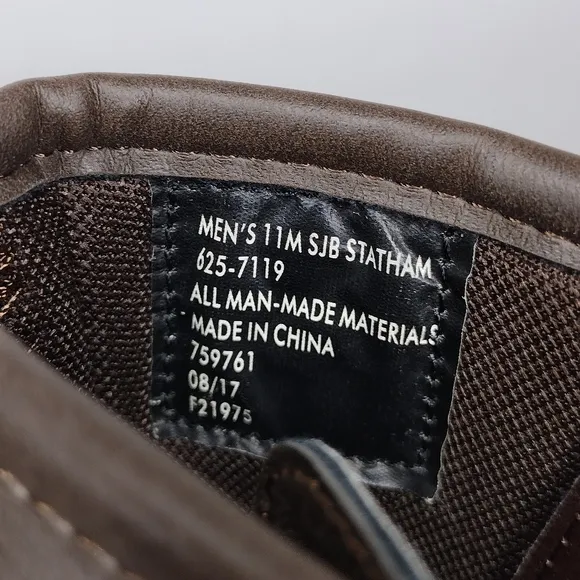 MEN'S 11M SJB STATHAM
625-7119
ALL MAN-MADE MATERIALS
MADE IN CHINA
759761
08/17
F21975